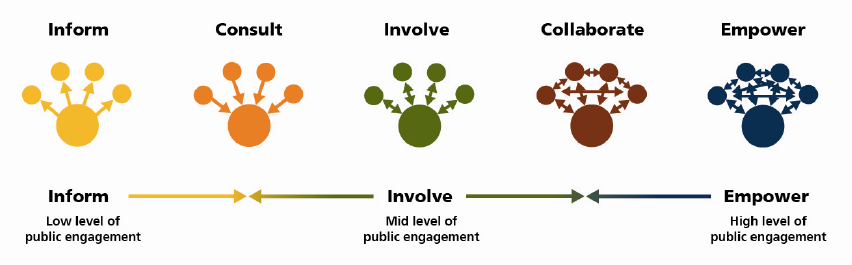 Inform Consult Involve Collaborate Empower
Inform Involve Empower
Low level of Mid level of High level of
public engagement public engagement public engagement